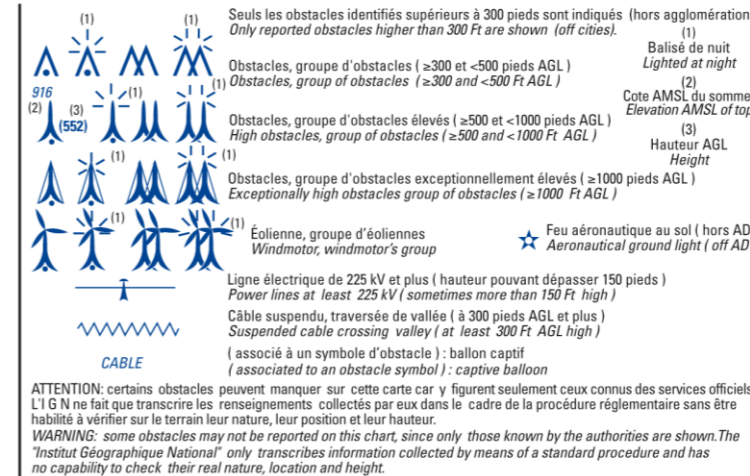 Seuls les obstacles identifiés supérieurs à 300 pieds sont indiqués (hors agglomération
Only reported obstacles higher than 300 Ft are shown (off cities).
(1)
Balisé de nuit
Lighted at night
(1)
(1)
Obstacles, groupe d'obstacles ( ≥300 et <500 pieds AGL )
Obstacles, group of obstacles ( ≥300 and <500 Ft AGL )
(2)
Cote AMSL du somme
Elevation AMSL of top
916
(2)
(3)
(552)
(1)
(1)
Obstacles, groupe d'obstacles élevés ( ≥500 et <1000 pieds AGL )
High obstacles, group of obstacles ( ≥500 and <1000 Ft AGL )
(3)
Hauteur AGL
Height
(1)
(1)
Obstacles, groupe d'obstacles exceptionnellement élevés ( ≥1000 pieds AGL )
Exceptionally high obstacles group of obstacles ( ≥1000 Ft AGL )
(1)
(1)
Éolienne, groupe d’éoliennes
Windmotor, windmotor's group
Feu aéronautique au sol ( hors AD
Aeronautical ground light ( off AD
Ligne électrique de 225 kV et plus ( hauteur pouvant dépasser 150 pieds )
Power lines at least 225 kV ( sometimes more than 150 Ft high )
Câble suspendu, traversée de vallée ( à 300 pieds AGL et plus )
Suspended cable crossing valley ( at least 300 Ft AGL high )
CABLE
( associé à un symbole d'obstacle ) : ballon captif
( associated to an obstacle symbol ) : captive balloon
ATTENTION: certains obstacles peuvent manquer sur cette carte car y figurent seulement ceux connus des services officiels
L'I G N ne fait que transcrire les renseignements collectés par eux dans le cadre de la procédure réglementaire sans être
habilité à vérifier sur le terrain leur nature, leur position et leur hauteur.
WARNING: some obstacles may not be reported on this chart, since only those known by the authorities are shown.The
"Institut Géographique National" only transcribes information collected by means of a standard procedure and has
no capability to check their real nature, location and height.